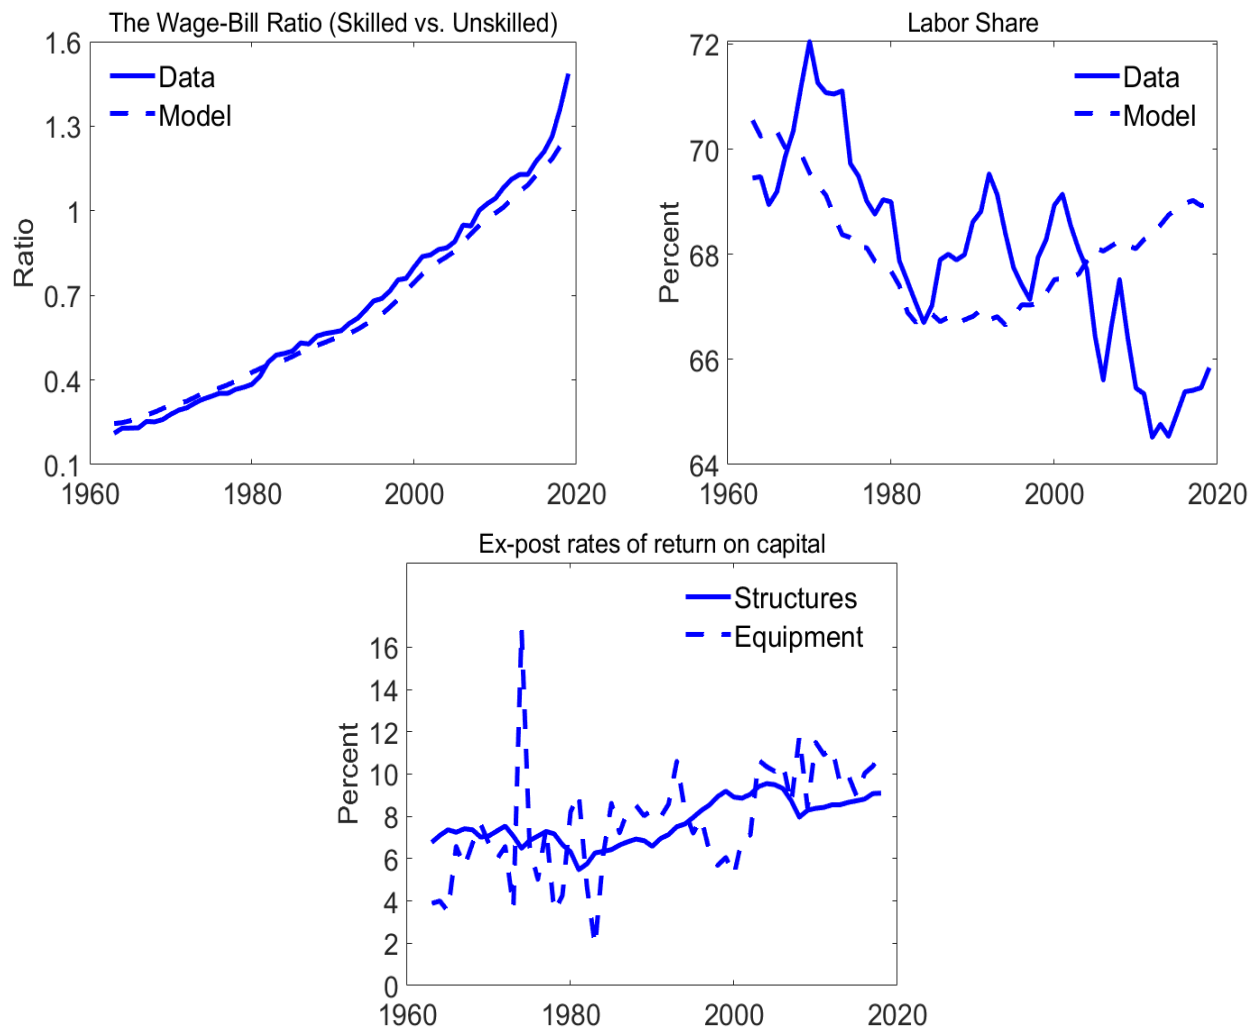 The Wage-Bill Ratio (Skilled vs. Unskilled)
1.6
1.3
1
0.7
0.4
0.1
Ratio
Data
Model
1960
1980
2000
2020
Labor Share
72
70
68
66
64
Percent
Data
Model
1960
1980
2000
2020
Ex-post rates of return on capital
16
14
12
10
8
6
4
2
0
Percent
Structures
Equipment
1960
1980
2000
2020